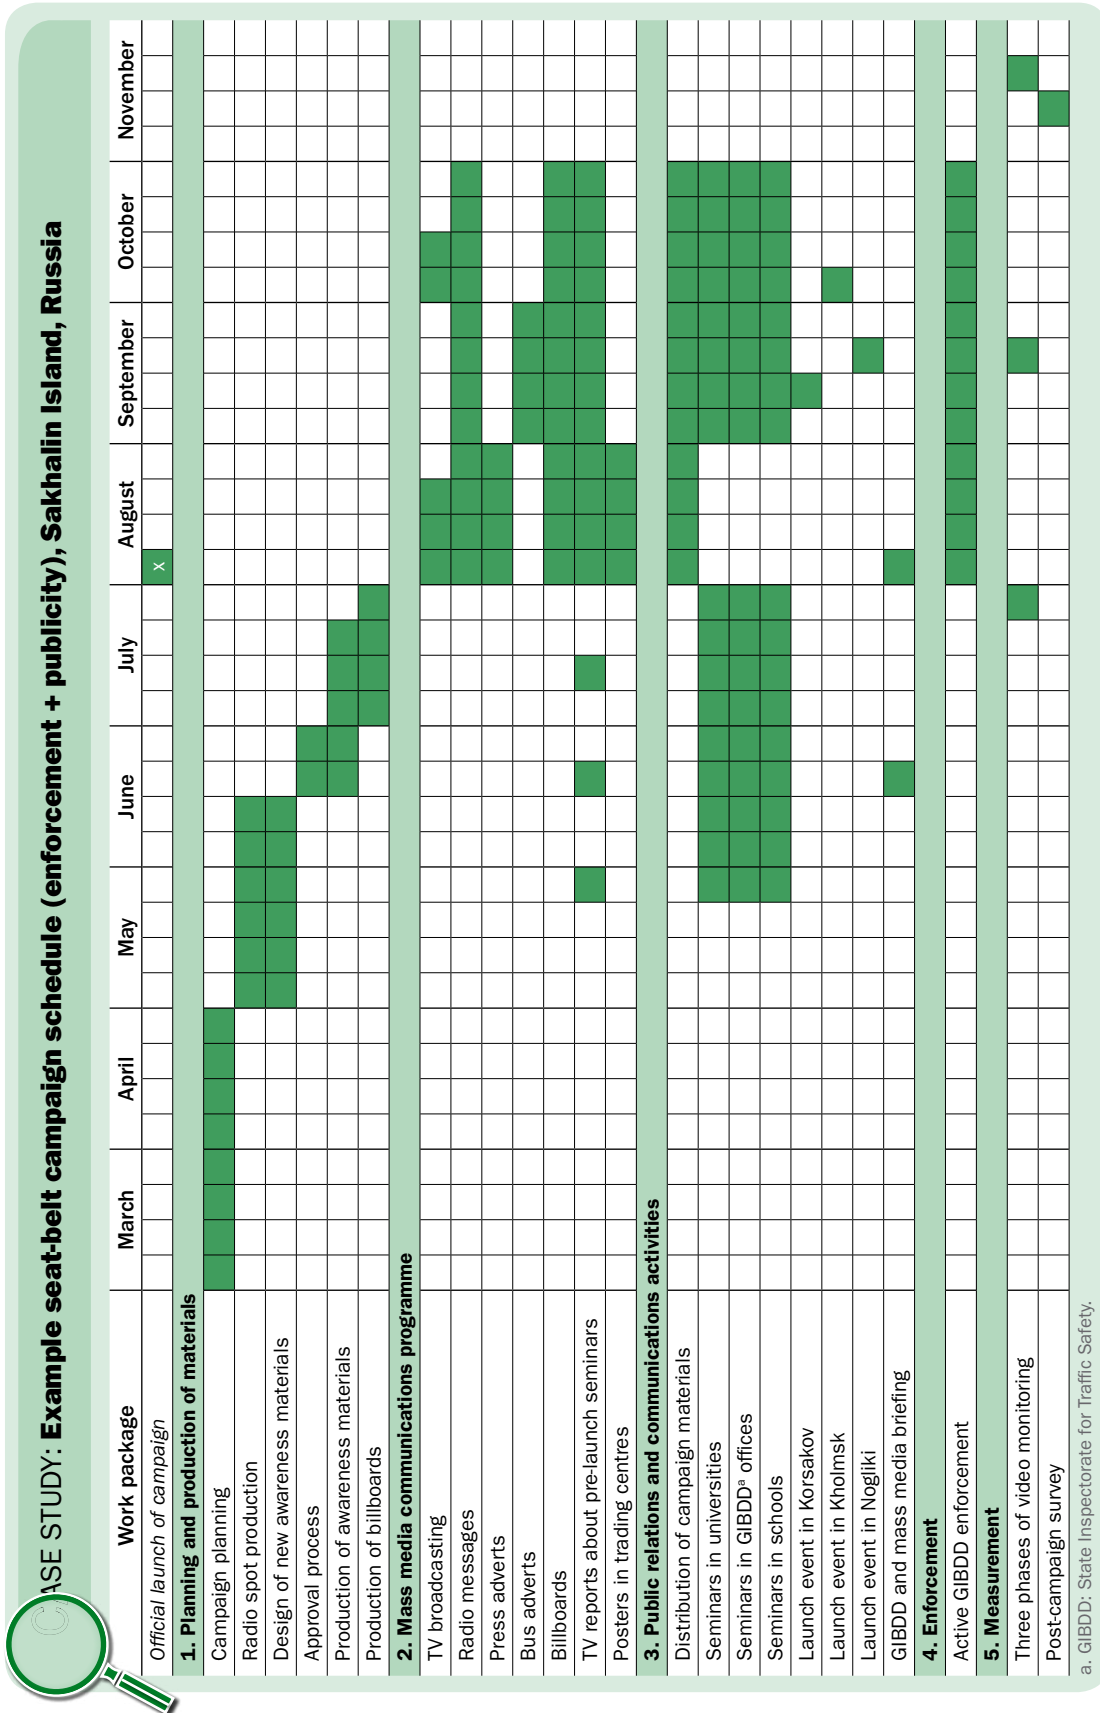 CASE STUDY: Example seat-belt campaign schedule (enforcement + publicity), Sakhalin Island, Russia
Work package March April May June July August September October November
Official launch of campaign X
1. Planning and production of materials
Campaign planning
Radio spot production
Design of new awareness materials
Approval process
Production of awareness materials
Production of billboards
2. Mass media communications programme
TV broadcasting
Radio messages
Press adverts
Bus adverts
Billboards
TV reports about pre-launch seminars
Posters in trading centres
3. Public relations and communications activities
Distribution of campaign materials
Seminars in universities
Seminars in GIBDDa offices
Seminars in schools
Launch event in Korsakov
Launch event in Kholmsk
Launch event in Nogliki
GIBDD and mass media briefing
4. Enforcement
Active GIBDD enforcement
5. Measurement
Three phases of video monitoring
Post-campaign survey
a. GIBDD: State Inspectorate for Traffic Safety.